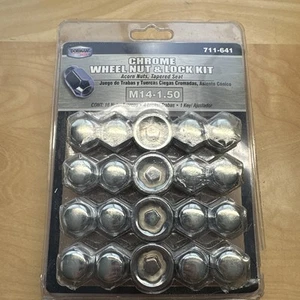 711-641
CHROME
WHEEL NUT & LOCK KIT
Acorn Nuts, Tapered Seat
Juego de Trabas y Tuercas Ciegas Cromadas, Asiento Cónico
M14-1.50